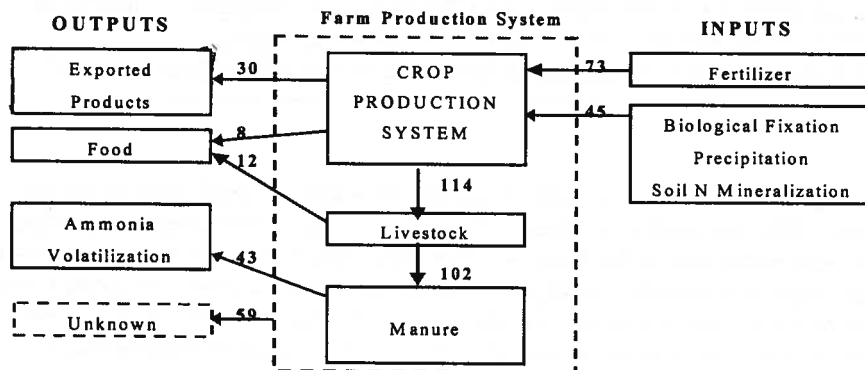 OUTPUTS
Farm Production System
INPUTS
Exported
Products
30
CROP
PRODUCTION
SYSTEM
73
Fertilizer
45
Biological Fixation
Precipitation
Soil N Mineralization
Food
8
12
114
Livestock
Ammonia
Volatilization
43
102
Manure
Unknown
59